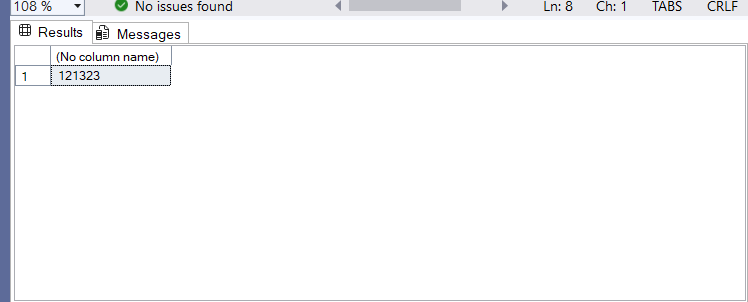 108 % No issues found Ln: 8 Ch: 1 TABS CRLF
Results Messages
(No column name)
1 121323